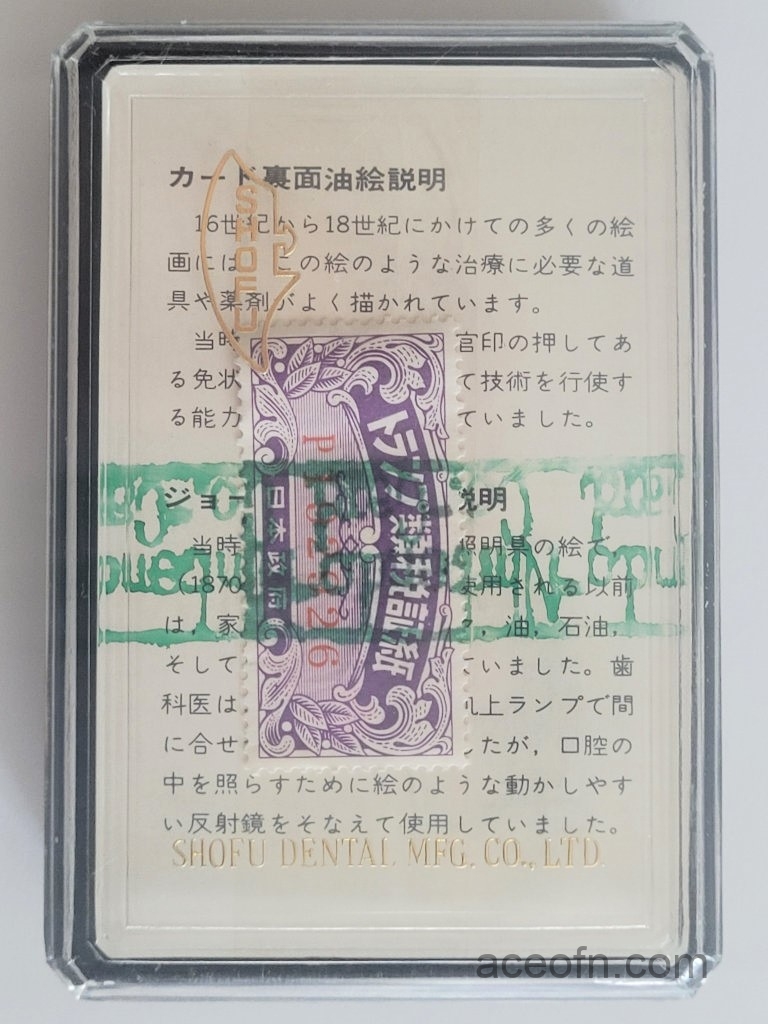 カード裏面油絵説明
16世紀から18世紀にかけての多くの絵
画には この絵のような治療に必要な道
具や薬剤がよく描かれています。
当時 官印の押してあ
る免状 て技術を行使す
る能力 ていました。
ジョー 説明
当時 照明具の絵で
(1870 使用される以前
は，家 油，石油，
そして ていました。歯
科医は 机上ランプで間
に合せ したが，口腔の
中を照らすために絵のような動かしやす
い反射鏡をそなえて使用していました。
SHOFU DENTAL MFG. CO., LTD.
SHOFU
トランプ類税証紙
日本政府
aceofn.com